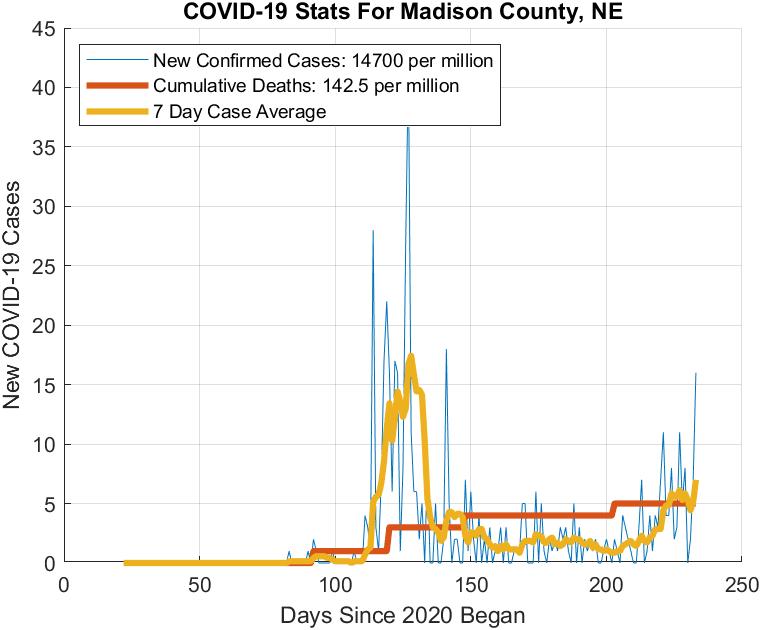 COVID-19 Stats For Madison County, NE
New Confirmed Cases: 14700 per million
Cumulative Deaths: 142.5 per million
7 Day Case Average
New COVID-19 Cases
45
40
35
30
25
20
15
10
5
0
0 50 100 150 200 250
Days Since 2020 Began